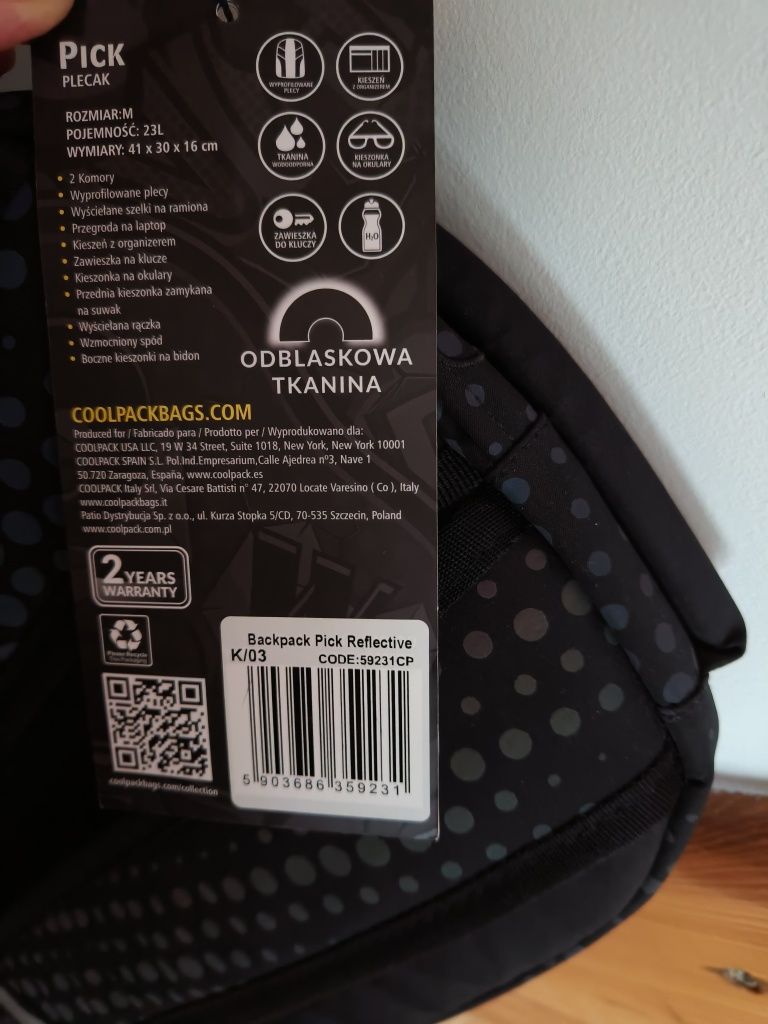 PICK
PLECAK
ROZMIAR:M
POJEMNOŚĆ: 23L
WYMIARY: 41 x 30 x 16 cm
• 2 Komory
• Wyprofilowane plecy
• Wyściełane szelki na ramiona
• Przegroda na laptop
• Kieszeń z organizerem
• Zawieszka na klucze
• Kieszonka na okulary
• Przednia kieszonka zamykana
na suwak
• Wyściełana rączka
• Wzmocniony spód
• Boczne kieszonki na bidon
WYPROFILOWANE
PLECY
KIESZEŃ
Z ORGANIZEREM
TKANINA
WODOODPORNA
KIESZONKA
NA OKULARY
ZAWIESZKA
DO KLUCZY
H₂O
ODBLASKOWA
TKANINA
COOLPACKBAGS.COM
Produced for / Fabricado para / Prodotto per / Wyprodukowano dla:
COOLPACK USA LLC, 19 W 34 Street, Suite 1018, New York, New York 10001
COOLPACK SPAIN S.L. Pol.Ind.Empresarium,Calle Ajedrea nº3, Nave 1
50.720 Zaragoza, España, www.coolpack.es
COOLPACK Italy Srl, Via Cesare Battisti n° 47, 22070 Locate Varesino ( Co ), Italy
www.coolpackbags.it
Patio Dystrybucja Sp. z o.o., ul. Kurza Stopka 5/CD, 70-535 Szczecin, Poland
www.coolpack.com.pl
2 YEARS
WARRANTY
Please Recycle
This Packaging
coolpackbags.com/collection
Backpack Pick Reflective
K/03 CODE:59231CP
5 903686 359231